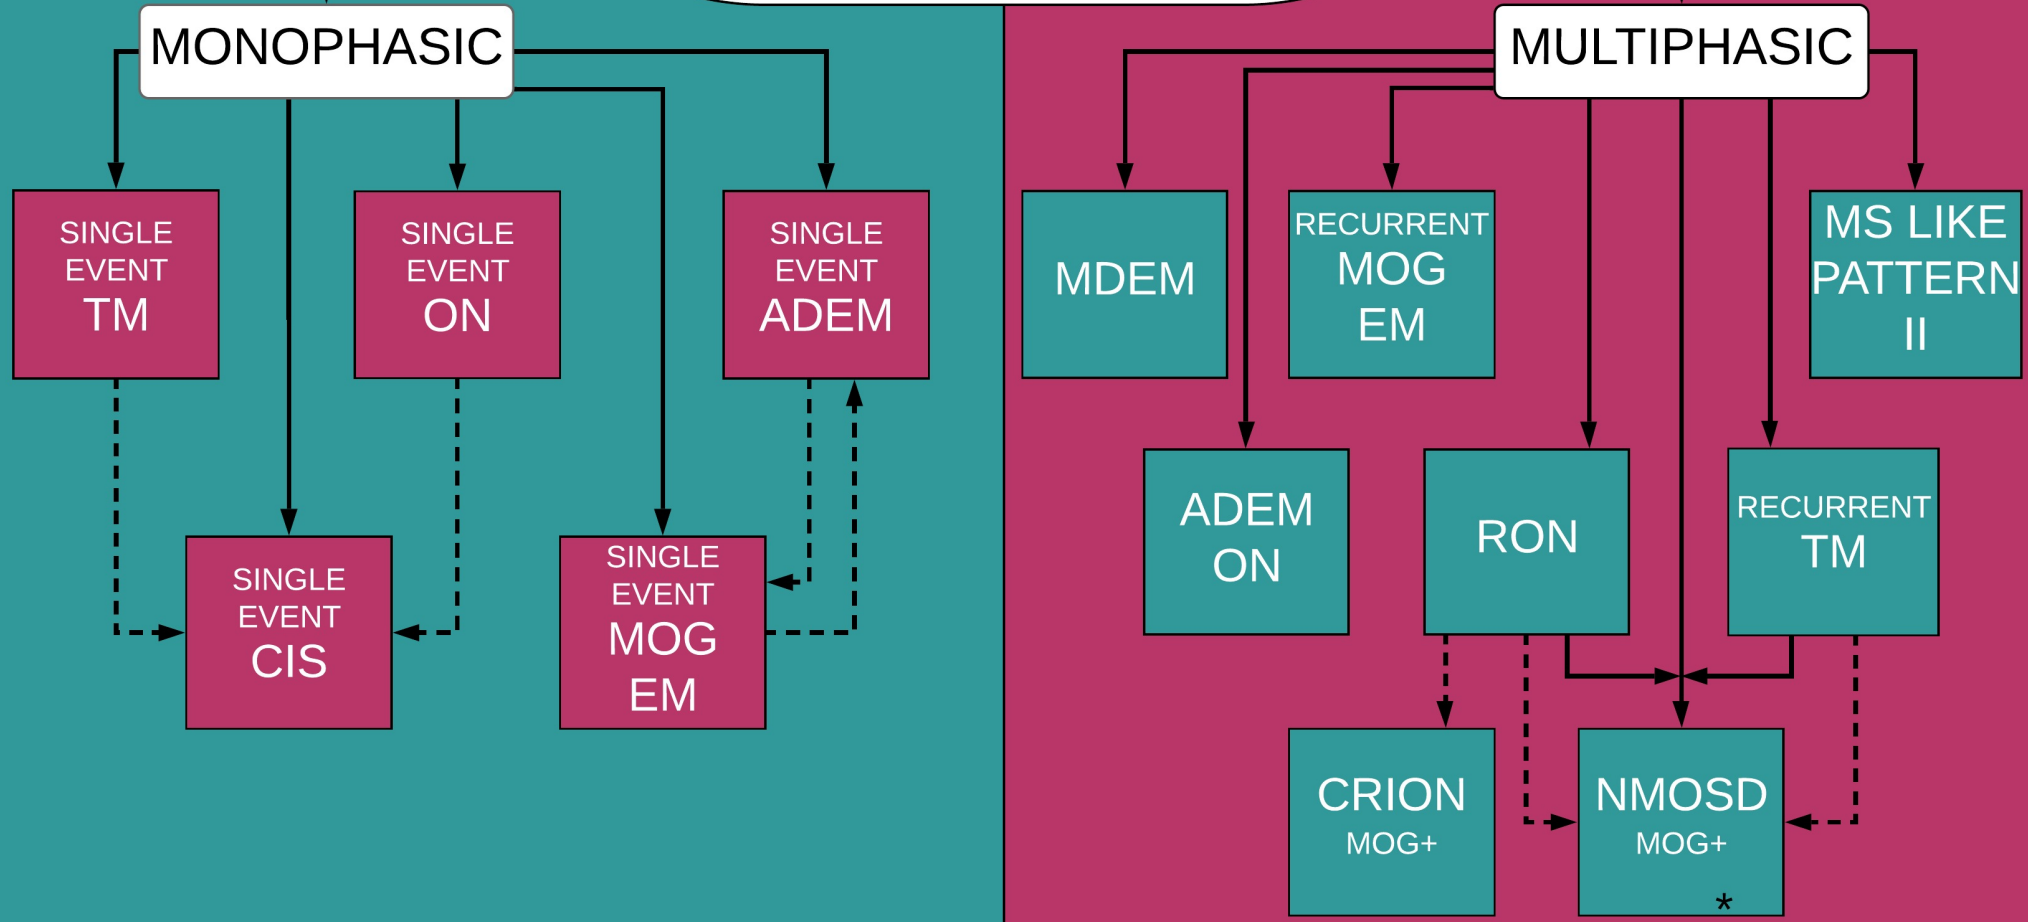 MONOPHASIC
MULTIPHASIC
SINGLE
EVENT
TM
SINGLE
EVENT
ON
SINGLE
EVENT
ADEM
MDEM
RECURRENT
MOG
EM
MS LIKE
PATTERN
II
SINGLE
EVENT
CIS
SINGLE
EVENT
MOG
EM
ADEM
ON
RON
RECURRENT
TM
CRION
MOG+
NMOSD
MOG+
*